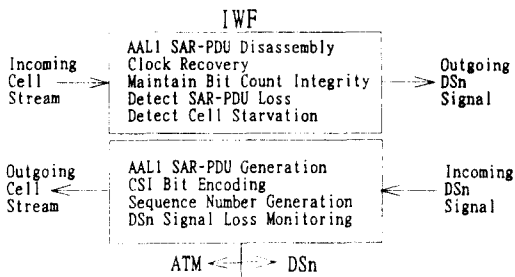 IWF
AAL1 SAR-PDU Disassembly
Clock Recovery
Maintain Bit Count Integrity
Detect SAR-PDU Loss
Detect Cell Starvation
Incoming
Cell
Stream
Outgoing
DSn
Signal
AAL1 SAR-PDU Generation
CSI Bit Encoding
Sequence Number Generation
DSn Signal Loss Monitoring
Outgoing
Cell
Stream
Incoming
DSn
Signal
ATM
DSn